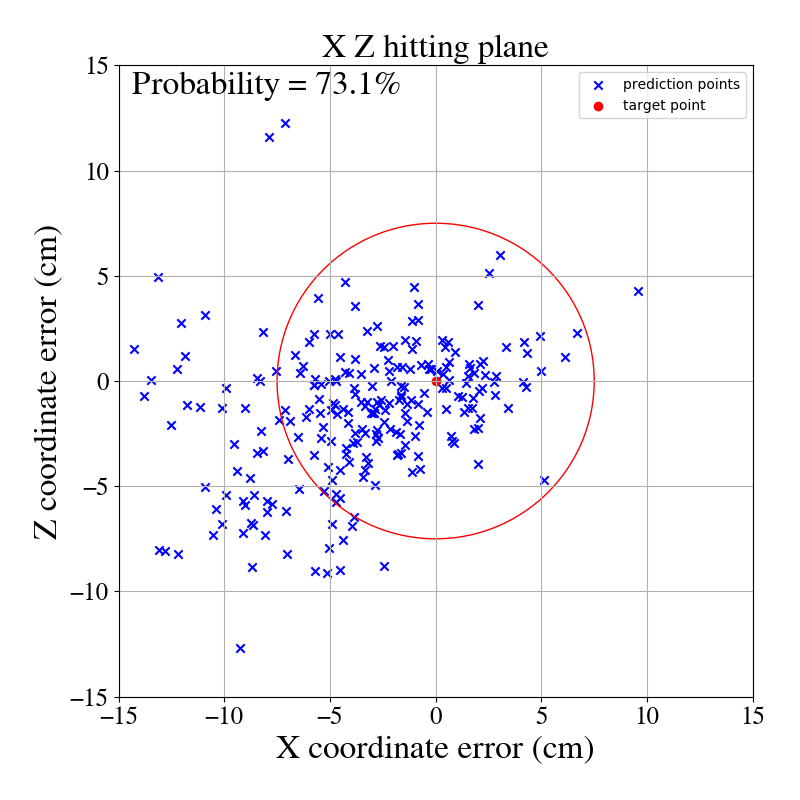 X Z hitting plane
Probability = 73.1%
prediction points
target point
15
10
5
0
−5
−10
−15
Z coordinate error (cm)
−15 −10 −5 0 5 10 15
X coordinate error (cm)